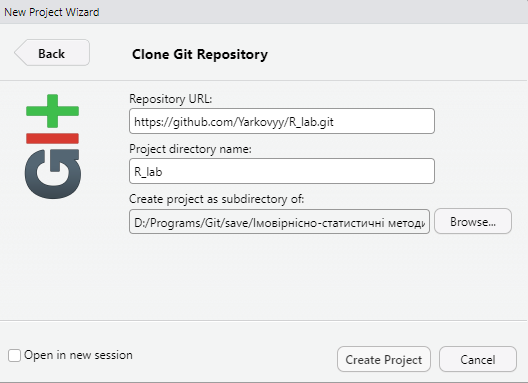 New Project Wizard
Back
Clone Git Repository
Repository URL:
https://github.com/Yarkovyy/R_lab.git
Project directory name:
R_lab
Create project as subdirectory of:
D:/Programs/Git/save/Імовірнісно-статистичні методи
Browse...
git
Open in new session
Create Project
Cancel